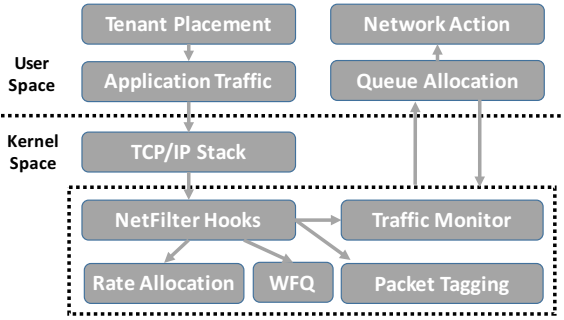 Tenant Placement
Network Action
User
Space
Application Traffic
Queue Allocation
Kernel
Space
TCP/IP Stack
NetFilter Hooks
Traffic Monitor
Rate Allocation
WFQ
Packet Tagging